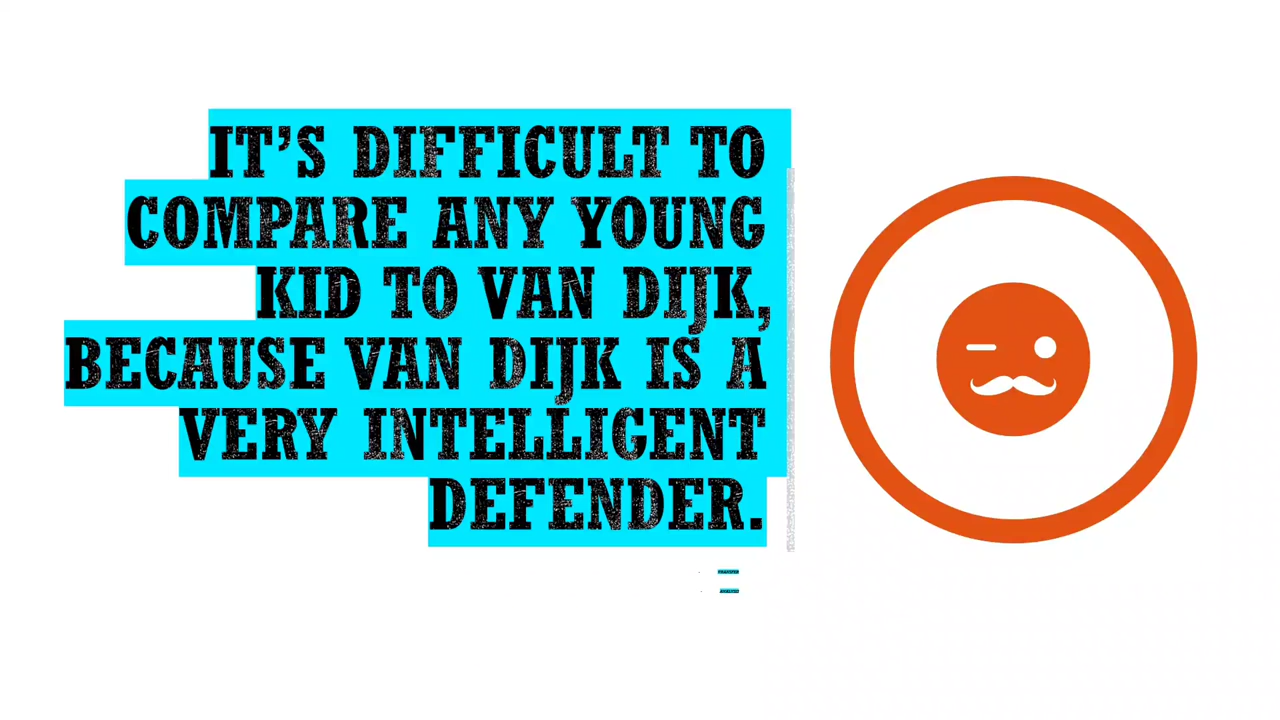 IT’S DIFFICULT TO
COMPARE ANY YOUNG
KID TO VAN DIJK,
BECAUSE VAN DIJK IS A
VERY INTELLIGENT
DEFENDER.